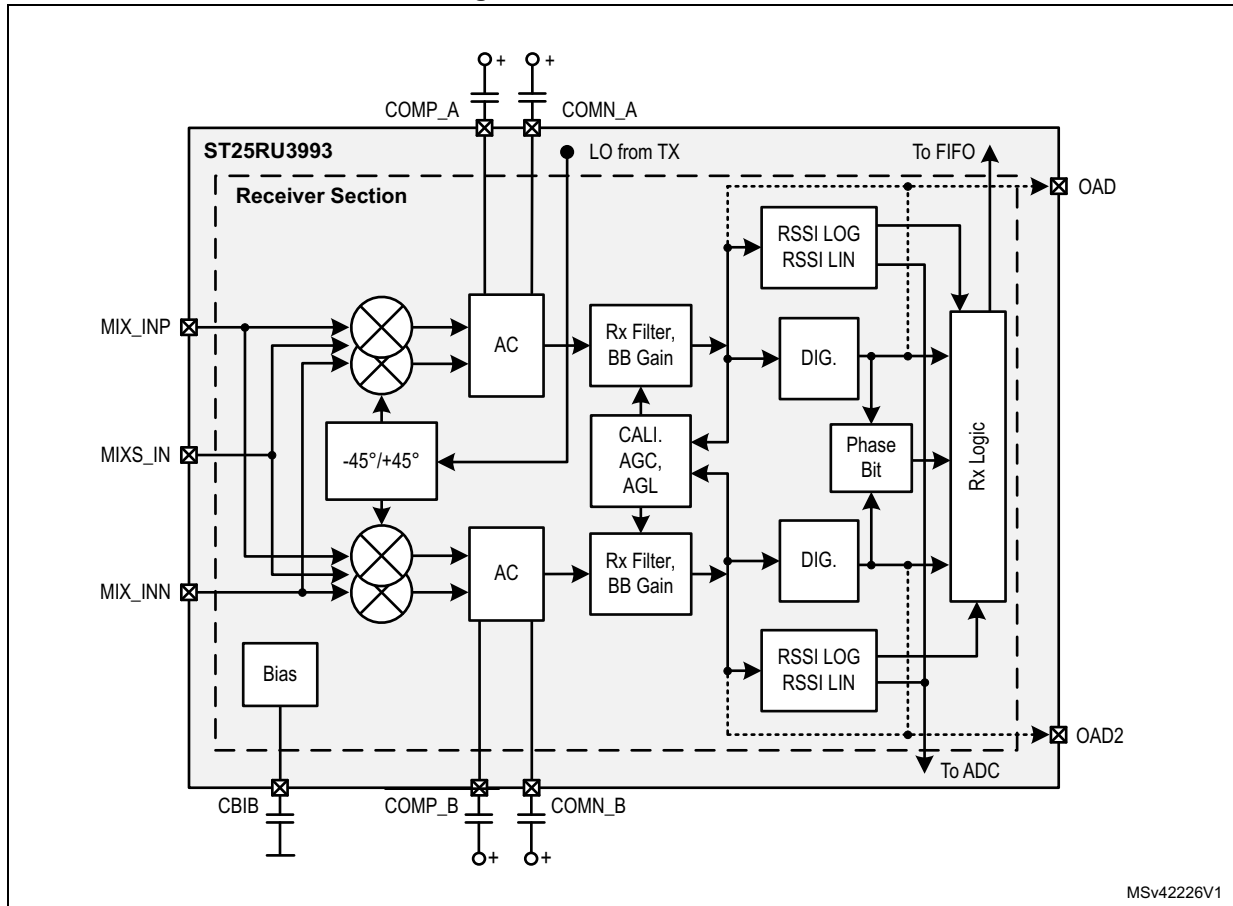 COMP_A
COMN_A
ST25RU3993
LO from TX
To FIFO
OAD
Receiver Section
RSSI LOG
RSSI LIN
MIX_INP
AC
Rx Filter,
BB Gain
DIG.
Rx Logic
MIXS_IN
-45°/+45°
CALI.
AGC,
AGL
Phase
Bit
MIX_INN
AC
Rx Filter,
BB Gain
DIG.
Bias
RSSI LOG
RSSI LIN
OAD2
To ADC
CBIB
COMP_B
COMN_B
MSv42226V1